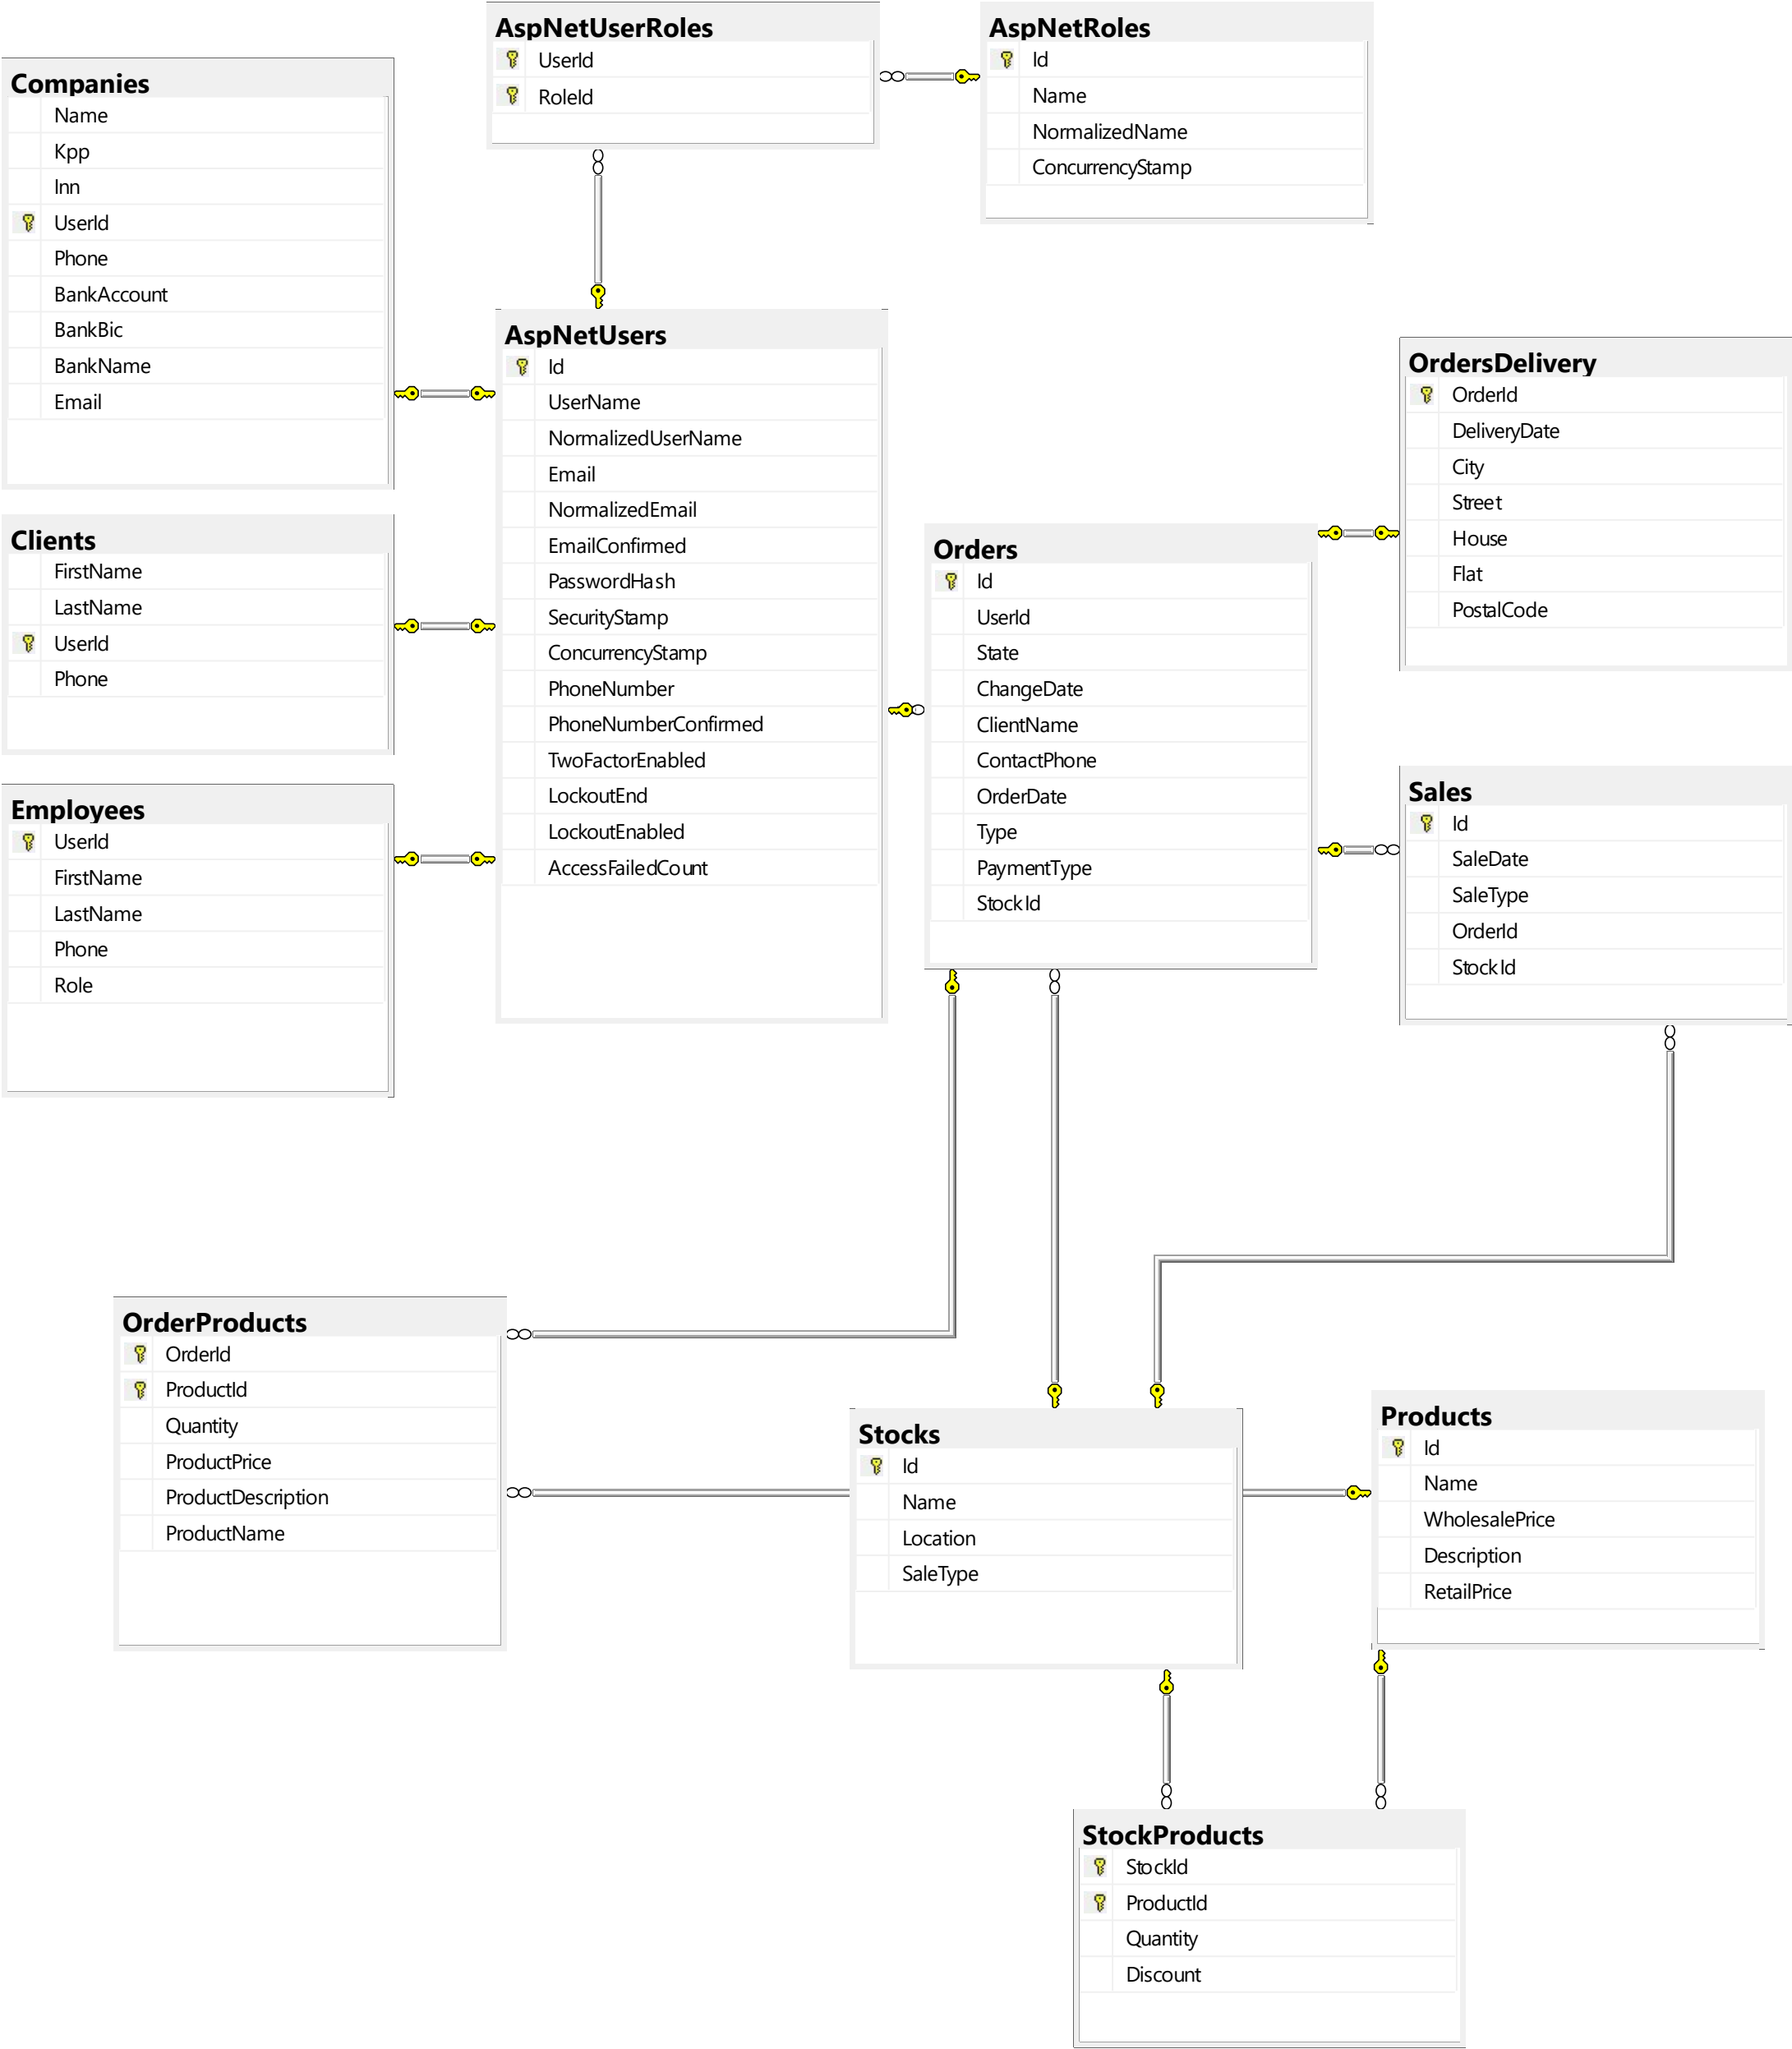 AspNetUserRoles
UserId
RoleId
AspNetRoles
Id
Name
NormalizedName
ConcurrencyStamp
Companies
Name
Kpp
Inn
UserId
Phone
BankAccount
BankBic
BankName
Email
AspNetUsers
Id
UserName
NormalizedUserName
Email
NormalizedEmail
EmailConfirmed
PasswordHash
SecurityStamp
ConcurrencyStamp
PhoneNumber
PhoneNumberConfirmed
TwoFactorEnabled
LockoutEnd
LockoutEnabled
AccessFailedCount
OrdersDelivery
OrderId
DeliveryDate
City
Street
House
Flat
PostalCode
Clients
FirstName
LastName
UserId
Phone
Orders
Id
UserId
State
ChangeDate
ClientName
ContactPhone
OrderDate
Type
PaymentType
StockId
Employees
UserId
FirstName
LastName
Phone
Role
Sales
Id
SaleDate
SaleType
OrderId
StockId
OrderProducts
OrderId
ProductId
Quantity
ProductPrice
ProductDescription
ProductName
Stocks
Id
Name
Location
SaleType
Products
Id
Name
WholesalePrice
Description
RetailPrice
StockProducts
StockId
ProductId
Quantity
Discount